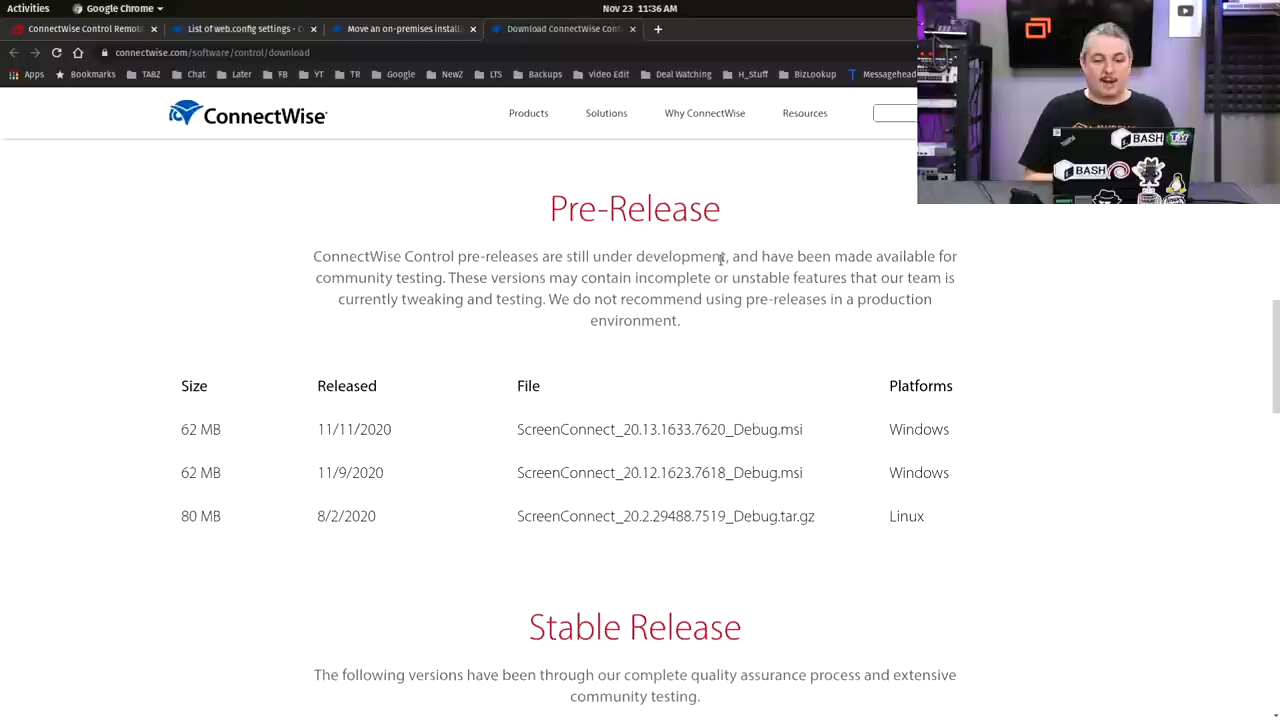 Activities
Google Chrome
Nov 23 11:36 AM
Connectwise Control Remo
List of web.config settings - C
Move an on-premises install
Download ConnectWise Cont
connectwise.com/software/control/download
Apps
Bookmarks
TAGZ
Chat
Later
FB
YT
TR
Google
NewZ
LTS
Backups
Video Edit
Deal Watching
H_Stuff
BizLookup
Messagehead
ConnectWise
Products
Solutions
Why ConnectWise
Resources
BASH
BASH
Pre-Release
ConnectWise Control pre-releases are still under development, and have been made available for
community testing. These versions may contain incomplete or unstable features that our team is
currently tweaking and testing. We do not recommend using pre-releases in a production
environment.
Size Released File Platforms
62 MB 11/11/2020 ScreenConnect_20.13.1633.7620_Debug.msi Windows
62 MB 11/9/2020 ScreenConnect_20.12.1623.7618_Debug.msi Windows
80 MB 8/2/2020 ScreenConnect_20.2.29488.7519_Debug.tar.gz Linux
Stable Release
The following versions have been through our complete quality assurance process and extensive
community testing.